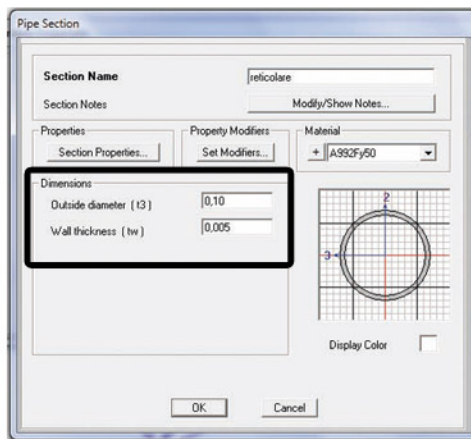 Pipe Section
Section Name reticolare
Section Notes Modify/Show Notes...
Properties Property Modifiers Material
Section Properties... Set Modifiers... + A992Fy50
Dimensions
Outside diameter ( t3 ) 0,10
Wall thickness ( tw ) 0,005
2
3
Display Color
OK Cancel